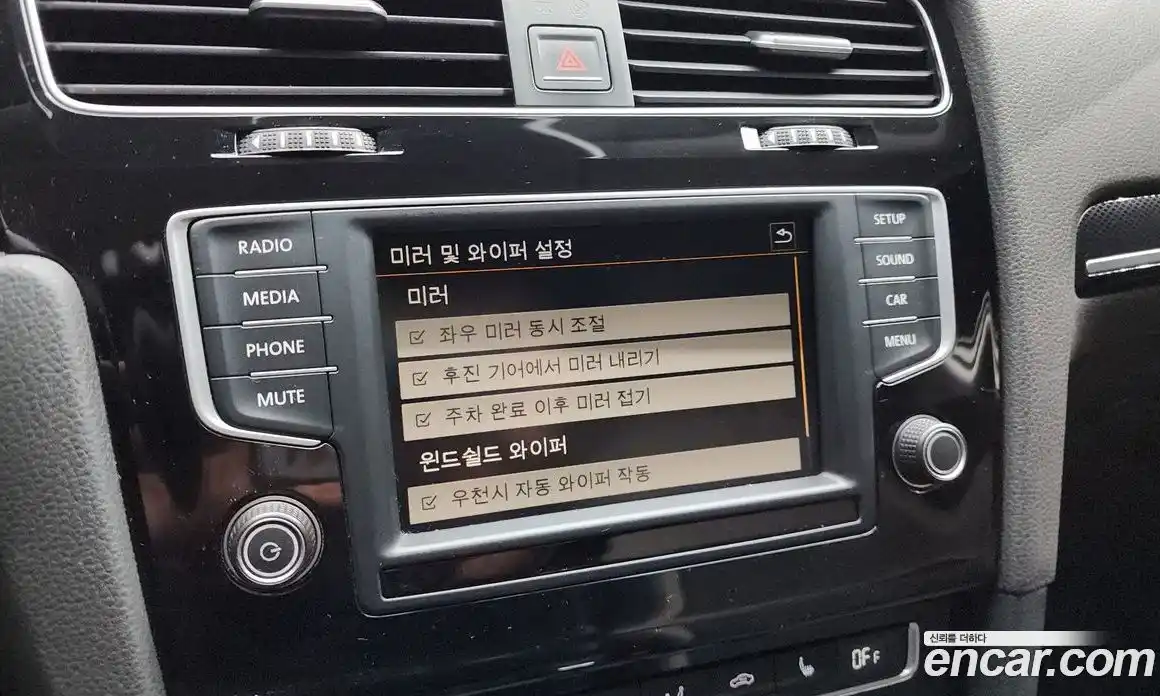 RADIO
MEDIA
PHONE
MUTE
미러 및 와이퍼 설정
미러
좌우 미러 동시 조절
후진 기어에서 미러 내리기
주차 완료 이후 미러 접기
윈드쉴드 와이퍼
우천시 자동 와이퍼 작동
SETUP
SOUND
CAR
MENU
OFF
신뢰를 더하다
encar.com